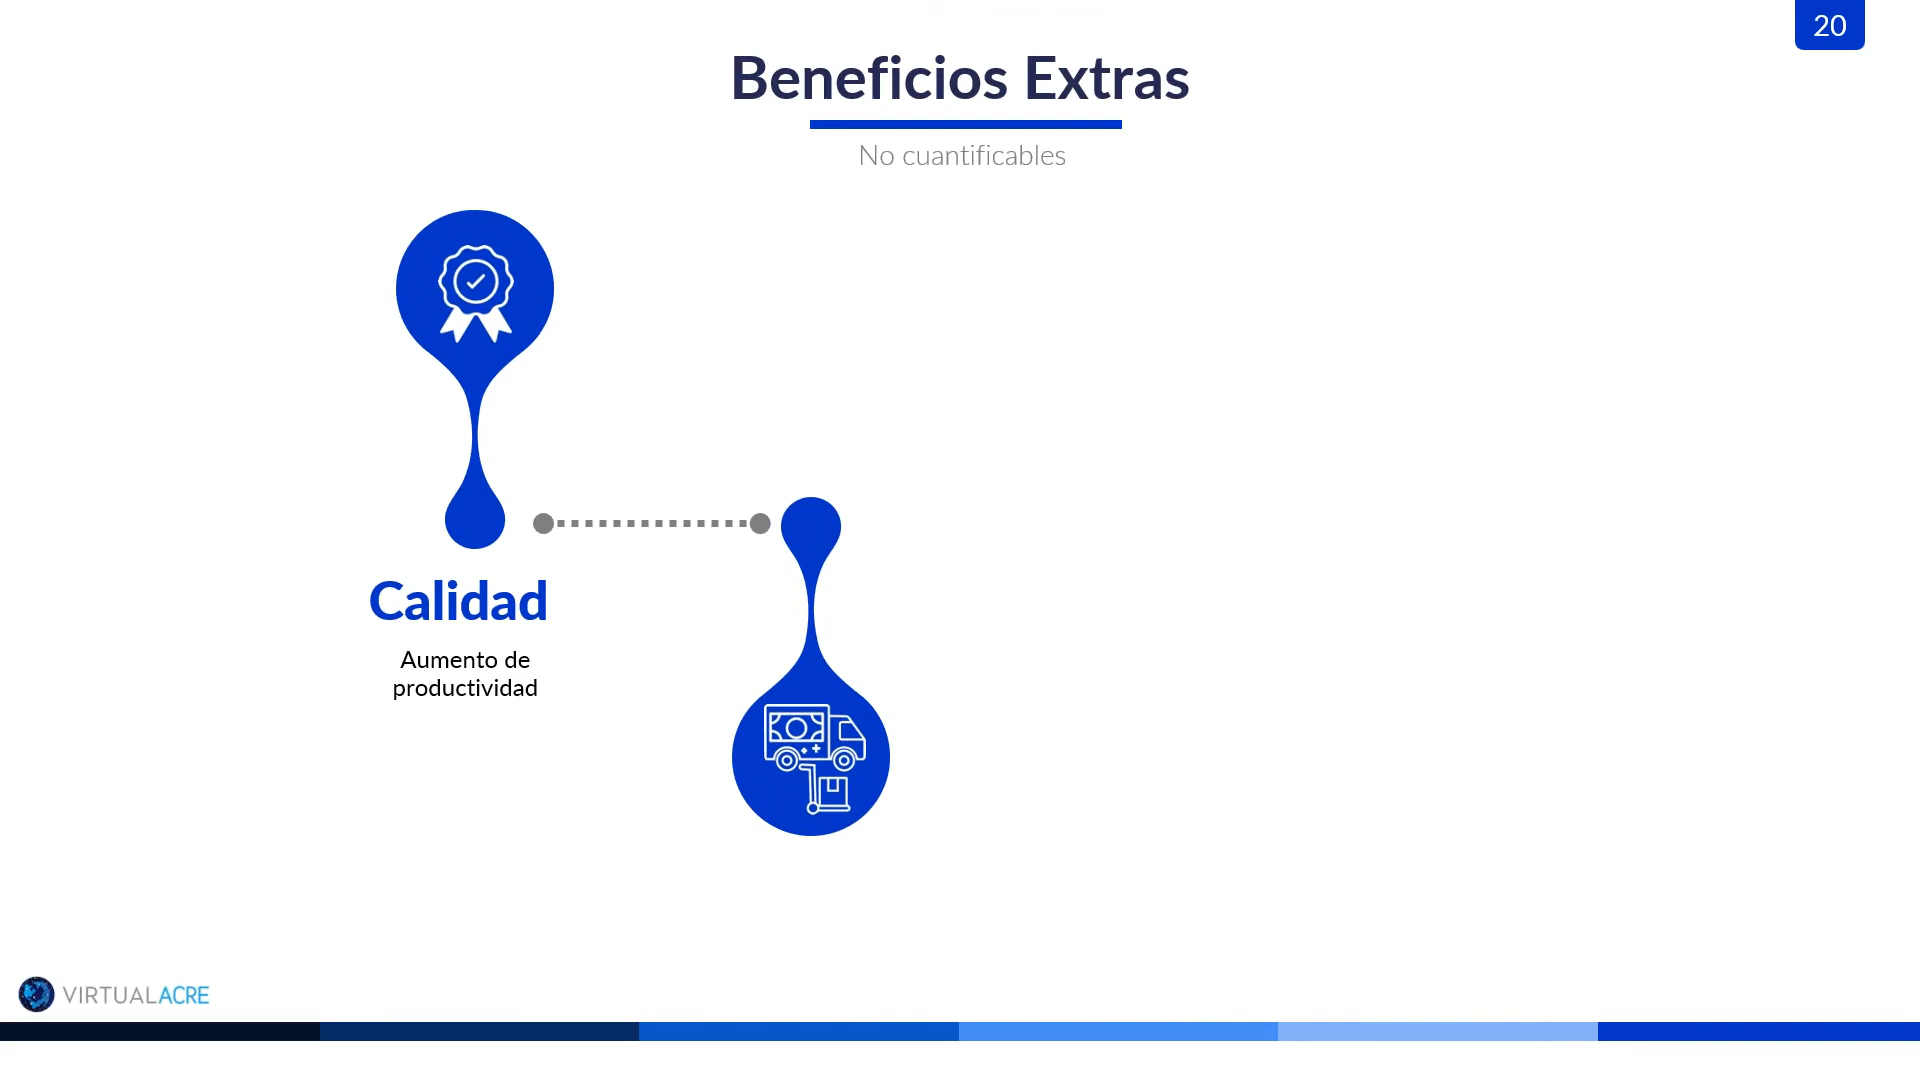 20
Beneficios Extras
No cuantificables
Calidad
Aumento de
productividad
VIRTUALACRE